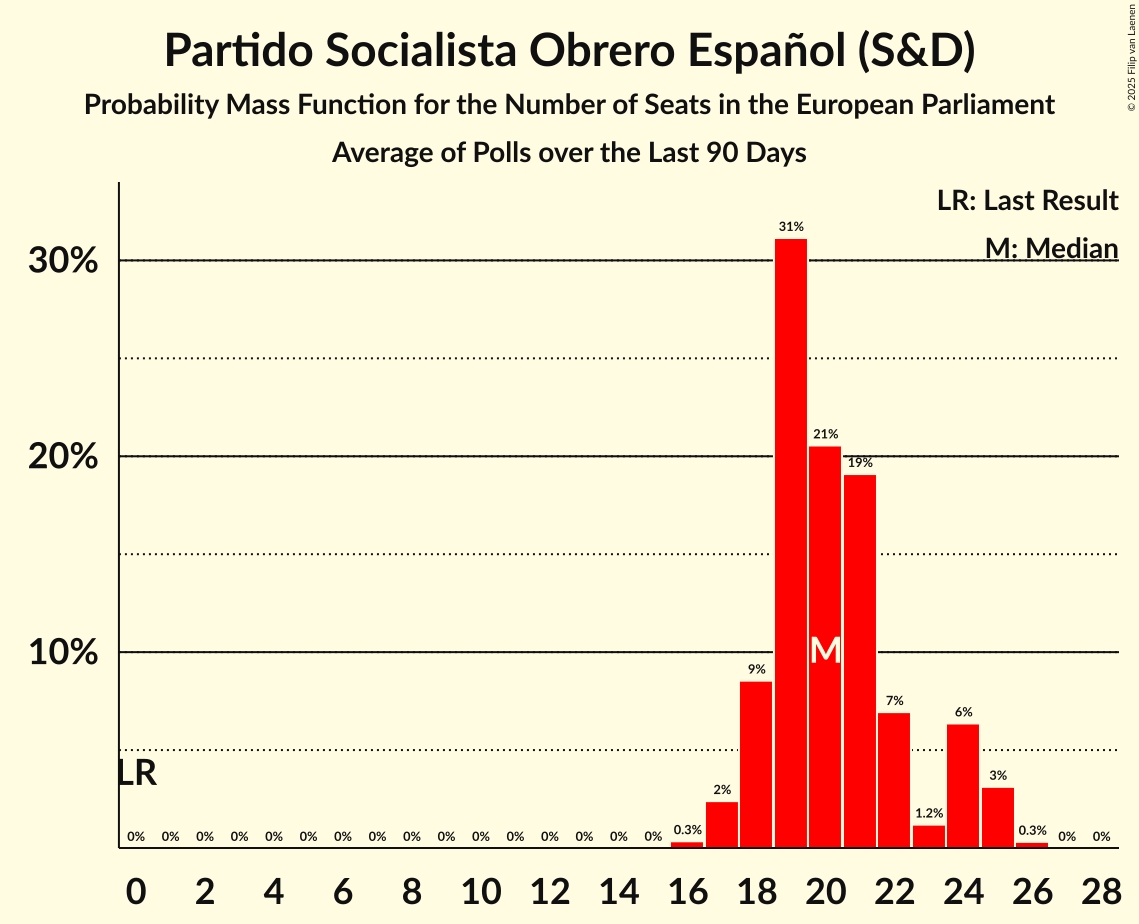 Partido Socialista Obrero Español (S&D)
Probability Mass Function for the Number of Seats in the European Parliament
Average of Polls over the Last 90 Days
© 2025 Filip van Laenen
LR: Last Result
M: Median
30%
20%
10%
31%
21%
19%
M
9%
7%
6%
LR
2%
3%
1.2%
0% 0% 0% 0% 0% 0% 0% 0% 0% 0% 0% 0% 0% 0% 0% 0% 0.3% 0.3% 0% 0%
0 2 4 6 8 10 12 14 16 18 20 22 24 26 28